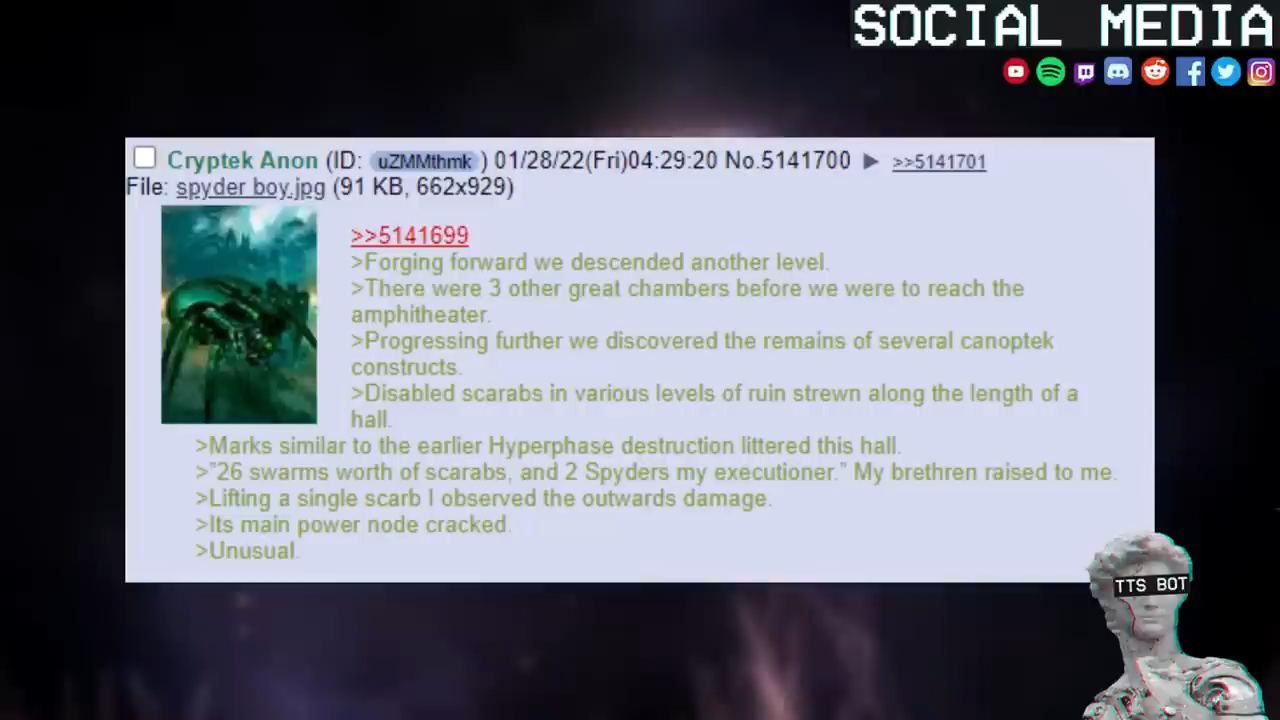 SOCIAL MEDIA
Cryptek Anon (ID: uZMMthmk ) 01/28/22(Fri)04:29:20 No.5141700 ▶ >>5141701
File: spyder boy.jpg (91 KB, 662x929)
>>5141699
>Forging forward we descended another level.
>There were 3 other great chambers before we were to reach the
amphitheater.
>Progressing further we discovered the remains of several canoptek
constructs.
>Disabled scarabs in various levels of ruin strewn along the length of a
hall.
>Marks similar to the earlier Hyperphase destruction littered this hall.
>"26 swarms worth of scarabs, and 2 Spyders my executioner." My brethren raised to me.
>Lifting a single scarb I observed the outwards damage.
>Its main power node cracked.
>Unusual.
TTS BOT